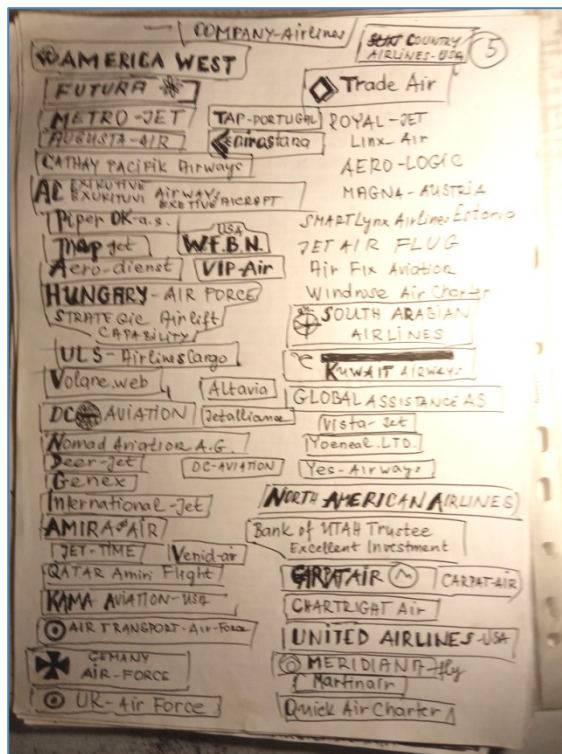 COMPANY-Airlines
SUN COUNTRY
AIRLINES-USA
5
AMERICA WEST
FUTURA
Trade Air
METRO-JET
TAP-PORTUGAL
ROYAL-JET
AUGUSTA-AIR
Linx-Air
CATHAY PACIFIK Airways
AERO-LOGIC
AC EXIKUTIVE AIRWAYS
MAGNA-AUSTRIA
Piper OK-a.s.
USA
W.F.B.N.
SMARTLynx Airlines Estonia
Map jet
JET AIR FLUG
Aero-dienst
VIP-Air
Air Fix Aviation
HUNGARY-AIR FORCE
Windrose Air Charter
STRATEGIC Airlift
CAPABILITY
SOUTH ARABIAN
AIRLINES
ULS-Airlines Cargo
KUWAIT AIRWAYS
Volare.web
Altavia
GLOBAL ASSISTANCE AS
DC AVIATION
Jetalliance
Vista-Jet
Nomad Aviation A.G.
Yoeneal.LTD.
Deer-Jet
DC-AVIATION
Yes-Airways
Genex
International-Jet
NORTH AMERICAN AIRLINES
AMIRA AIR
Bank of UTAH Trustee
Excellent Investment
JET-TIME
Venid-air
QATAR Amiri Flight
CARPATAIR
CARPAT-AIR
KAMA AVIATION-USA
CHARTRIGHT Air
AIR TRANSPORT-Air-Force
UNITED AIRLINES-USA
GEMANY
AIR-FORCE
MERIDIANA-fly
Martinair
UK-Air Force
Quick Air Charter